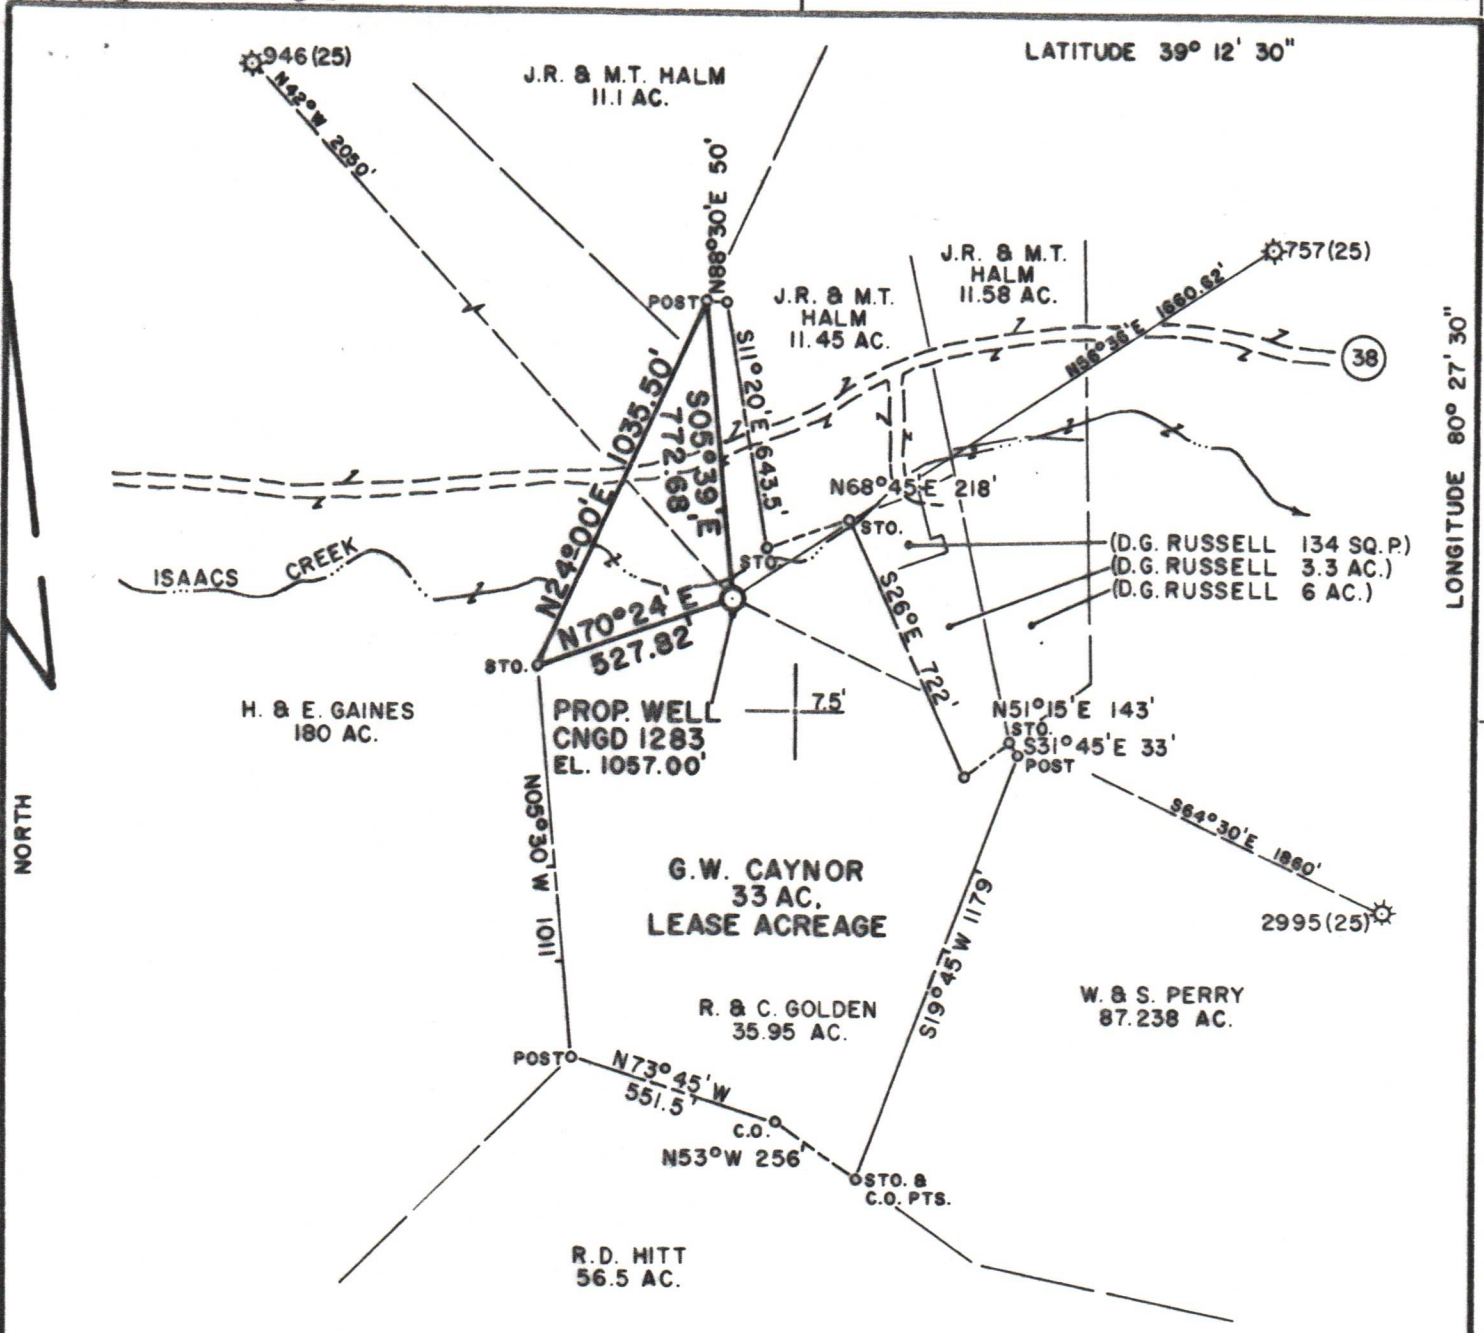 LATITUDE 39° 12' 30"
946(25)
N42°W 2050'
J.R. & M.T. HALM
11.1 AC.
N88°30'E 50'
POST
J.R. & M.T.
HALM
11.45 AC.
J.R. & M.T.
HALM
11.58 AC.
757(25)
N56°36'E 1660.62'
38
LONGITUDE 80° 27' 30"
N24°00'E 1035.50'
S05°39'E
772.68'
S11°20'E 643.5'
N68°45'E 218'
STO.
STO.
(D.G. RUSSELL 134 SQ.P.)
(D.G. RUSSELL 3.3 AC.)
(D.G. RUSSELL 6 AC.)
ISAACS CREEK
N70°24'E
527.82'
STO.
S26°E 722'
H. & E. GAINES
180 AC.
PROP. WELL
CNGD 1283
EL. 1057.00'
7.5'
N51°15'E 143'
STO.
S31°45'E 33'
POST
NORTH
N05°30'W 1011'
S64°30'E 1860'
2995(25)
G.W. CAYNOR
33 AC.
LEASE ACREAGE
S19°45'W 1179'
R. & C. GOLDEN
35.95 AC.
W. & S. PERRY
87.238 AC.
POST
N73°45'W
551.5'
C.O.
N53°W 256'
STO. &
C.O. PTS.
R.D. HITT
56.5 AC.